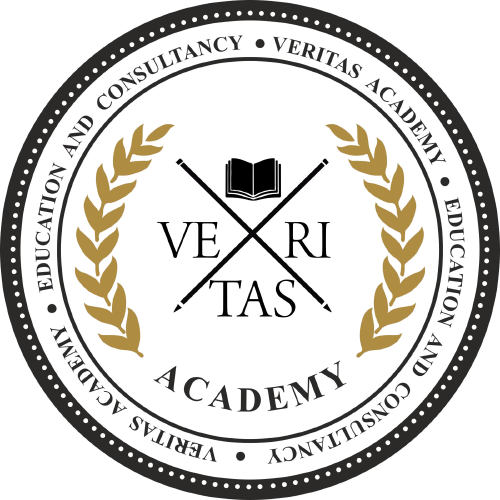 VERITAS ACADEMY • EDUCATION AND CONSULTANCY • VERITAS ACADEMY • EDUCATION AND CONSULTANCY •
VE RI
TAS
ACADEMY